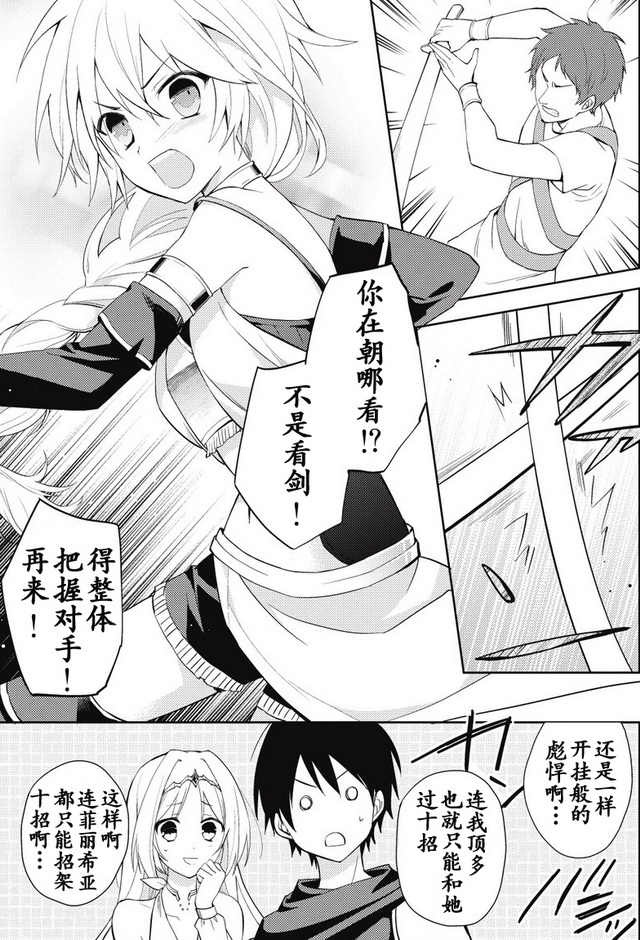 你在朝哪看!?
不是看剑！
得整体
把握对手！
再来！
还是一样
开挂般的
彪悍啊…
连我顶多
也就只能和她
过十招
这样啊
连菲丽希亚
都只能招架
十招啊…